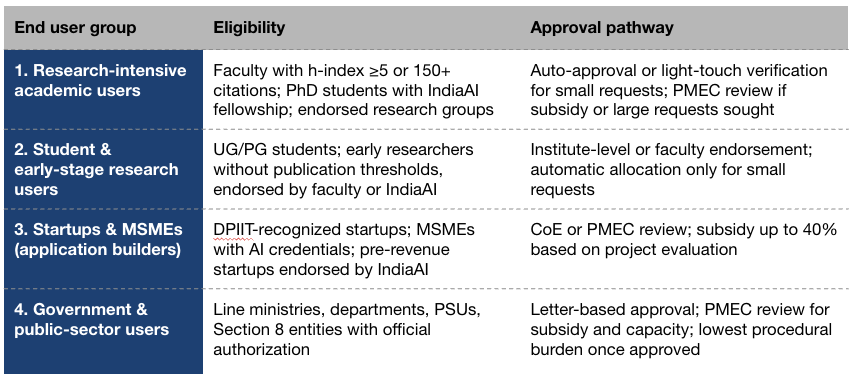 End user group
Eligibility
Approval pathway
1. Research-intensive
academic users
Faculty with h-index ≥5 or 150+
citations; PhD students with IndiaAI
fellowship; endorsed research groups
Auto-approval or light-touch verification
for small requests; PMEC review if
subsidy or large requests sought
2. Student &
early-stage research
users
UG/PG students; early researchers
without publication thresholds,
endorsed by faculty or IndiaAI
Institute-level or faculty endorsement;
automatic allocation only for small
requests
3. Startups & MSMEs
(application builders)
DPIIT-recognized startups; MSMEs
with AI credentials; pre-revenue
startups endorsed by IndiaAI
CoE or PMEC review; subsidy up to 40%
based on project evaluation
4. Government &
public-sector users
Line ministries, departments, PSUs,
Section 8 entities with official
authorization
Letter-based approval; PMEC review for
subsidy and capacity; lowest procedural
burden once approved